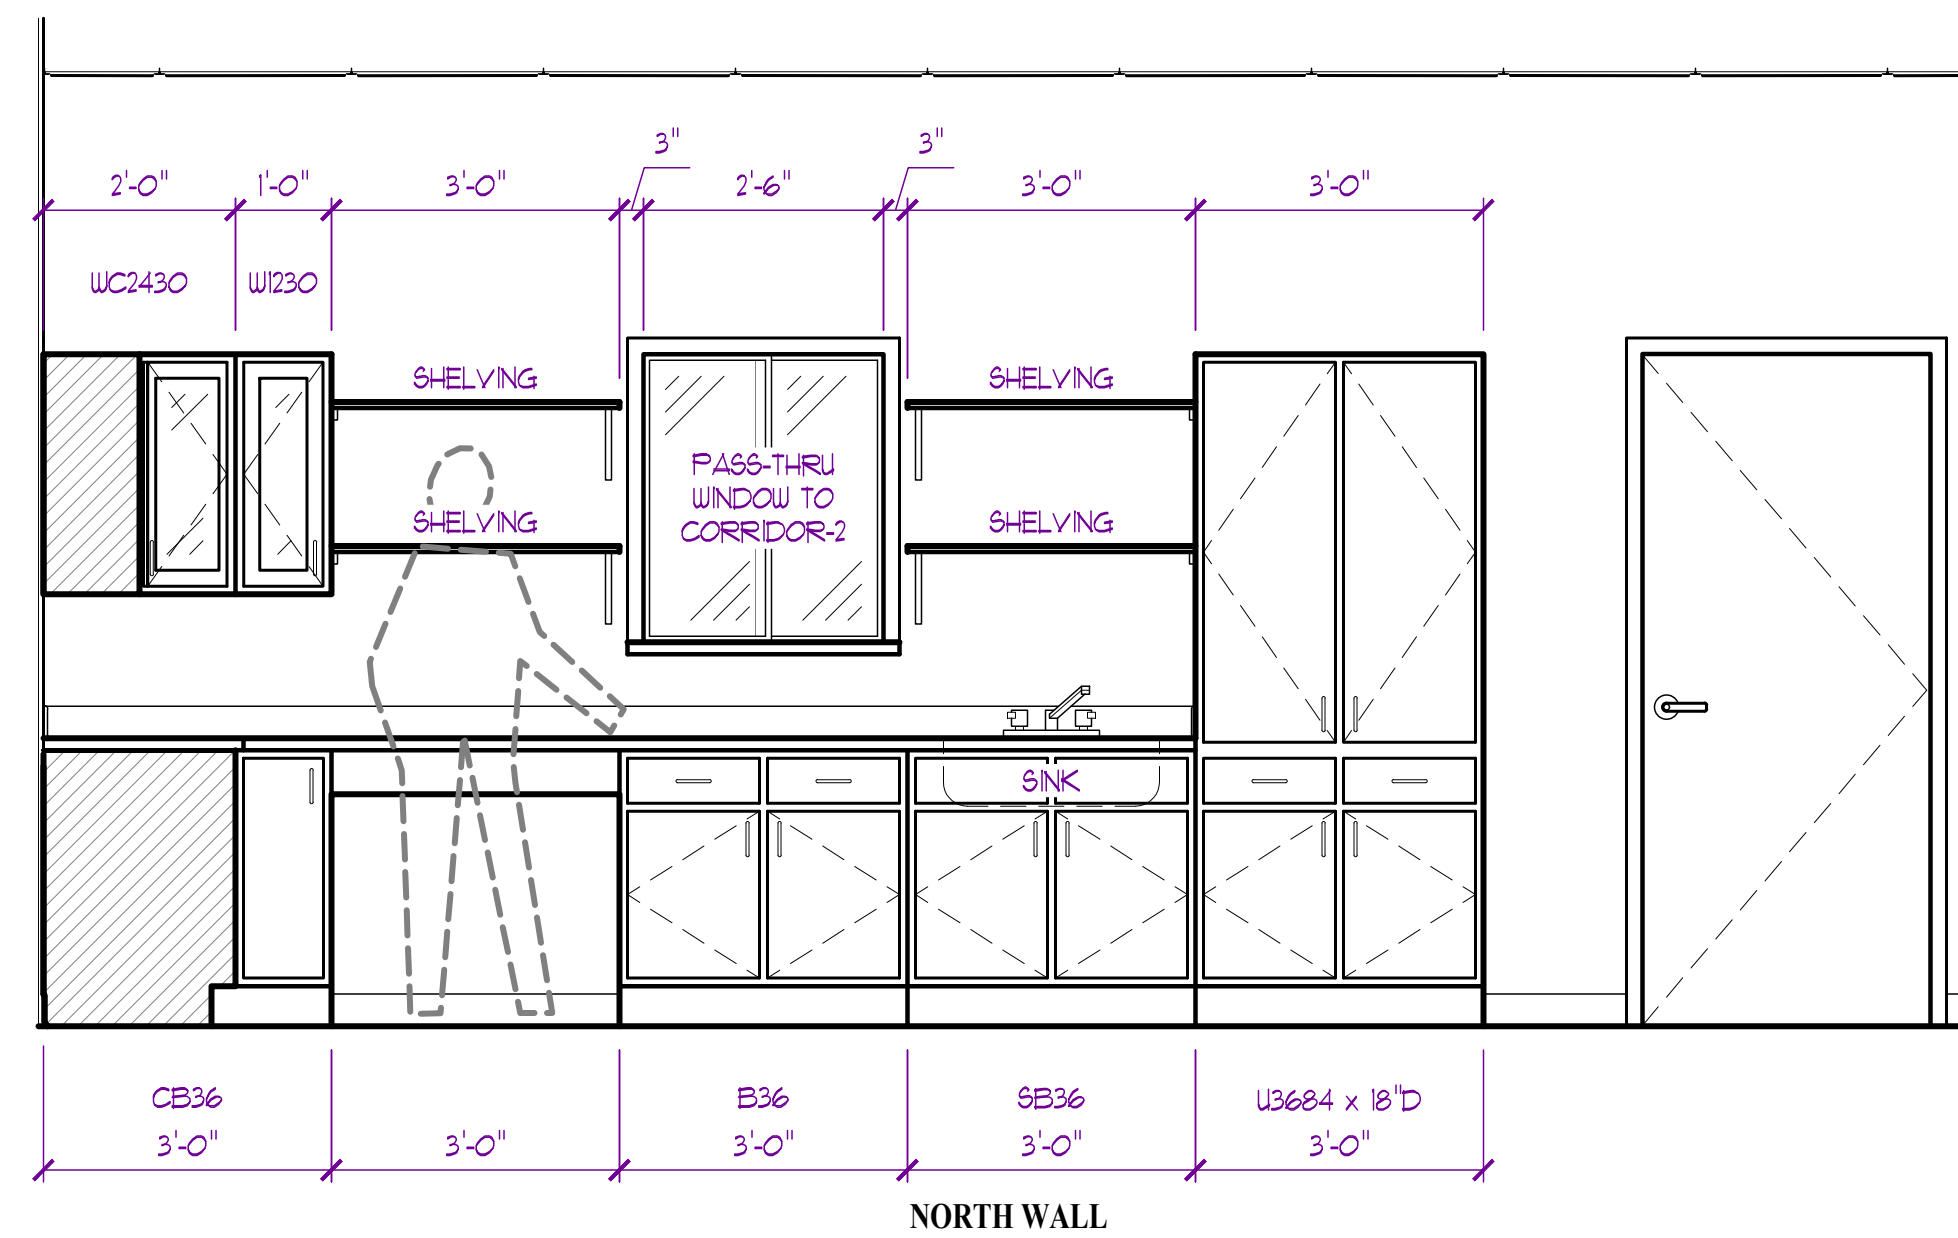 3" 3"
2'-0" 1'-0" 3'-0" 2'-6" 3'-0" 3'-0"
WC2430 W1230
SHELVING SHELVING
PASS-THRU
WINDOW TO
CORRIDOR-2
SHELVING SHELVING
SINK
CB36 B36 SB36 U3684 x 18"D
3'-0" 3'-0" 3'-0" 3'-0" 3'-0"
NORTH WALL